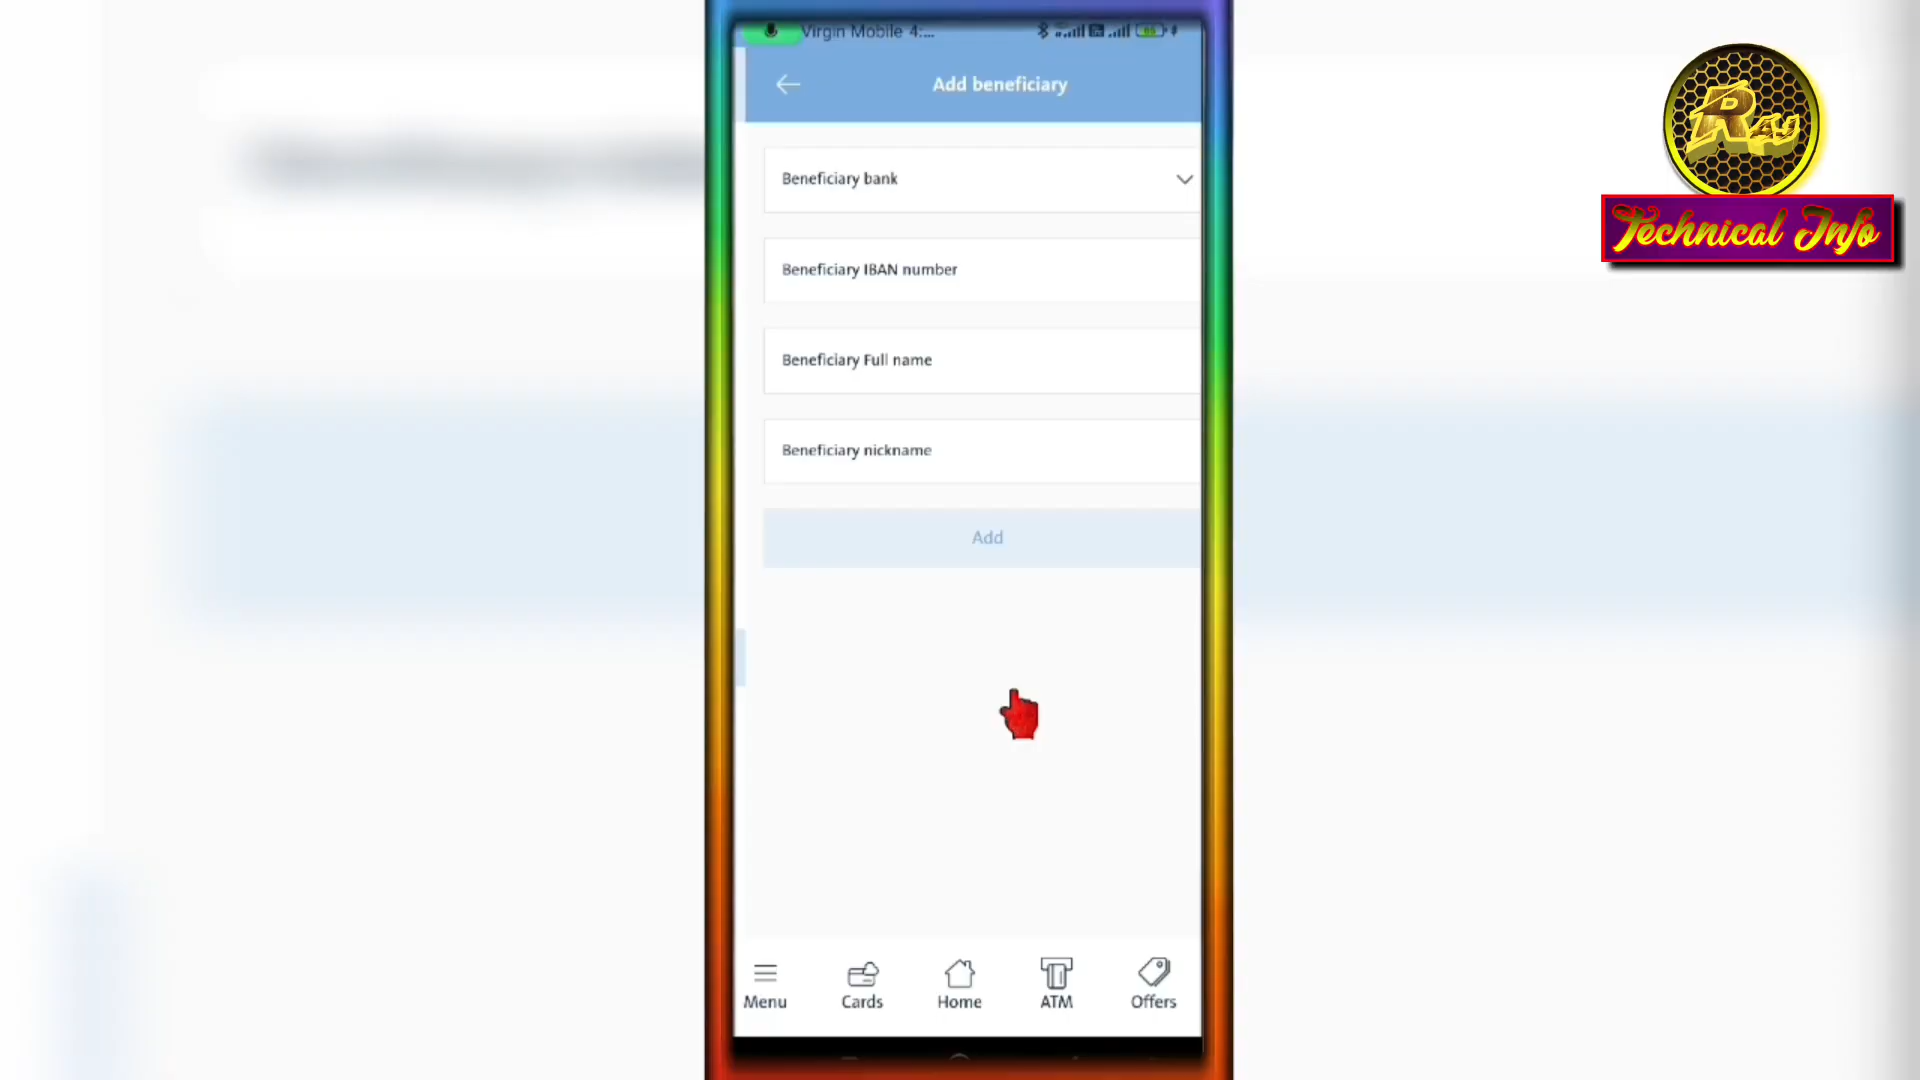 Virgin Mobile 4:...
Add beneficiary
Beneficiary bank
Beneficiary IBAN number
Beneficiary Full name
Beneficiary nickname
Add
Menu
Cards
Home
ATM
Offers
Technical Info